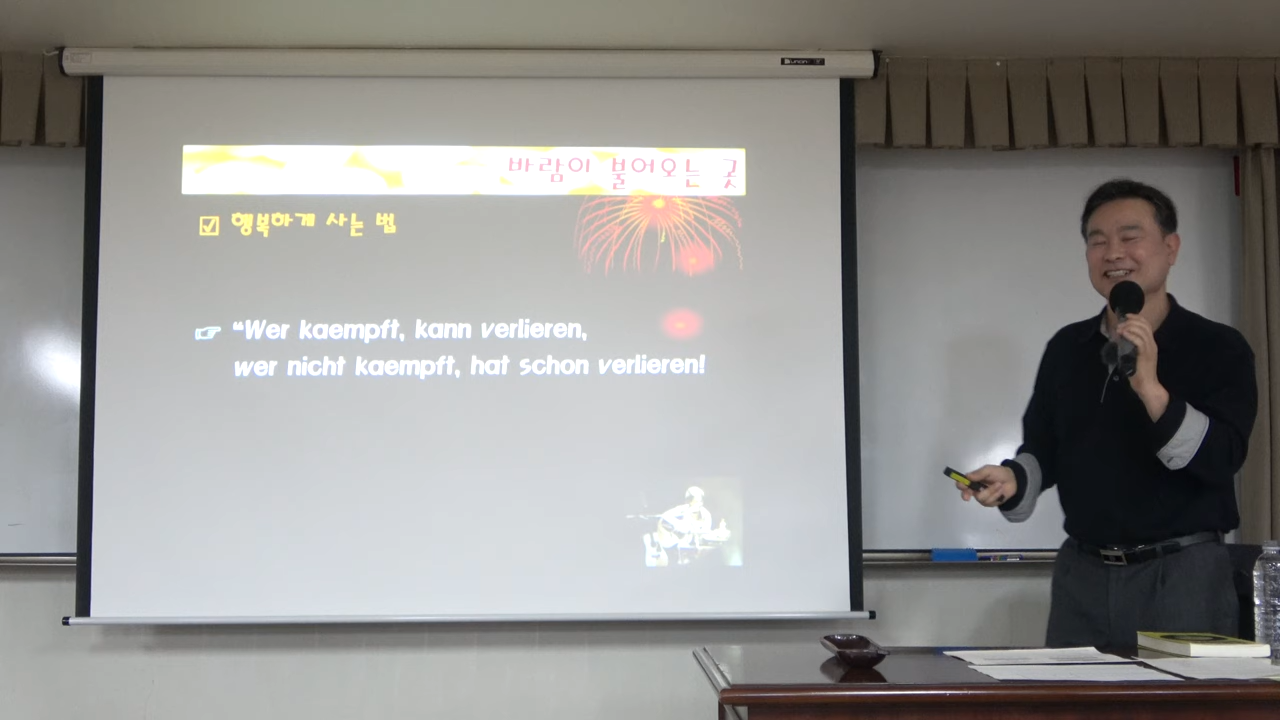 바람이 불어오는 곳
☑ 행복하게 사는 법
☞ “Wer kaempft, kann verlieren,
wer nicht kaempft, hat schon verlieren!